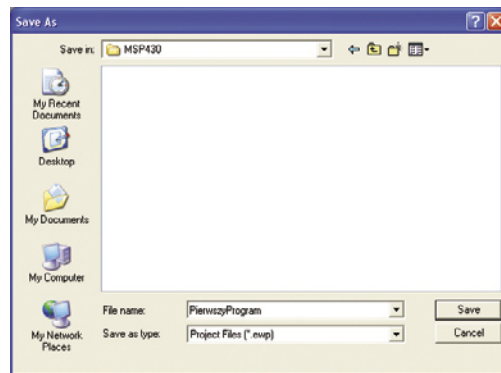 Save As
Save in: MSP430
My Recent
Documents
Desktop
My Documents
My Computer
My Network
Places
File name: PierwszyProgram
Save as type: Project Files (*.ewp)
Save
Cancel